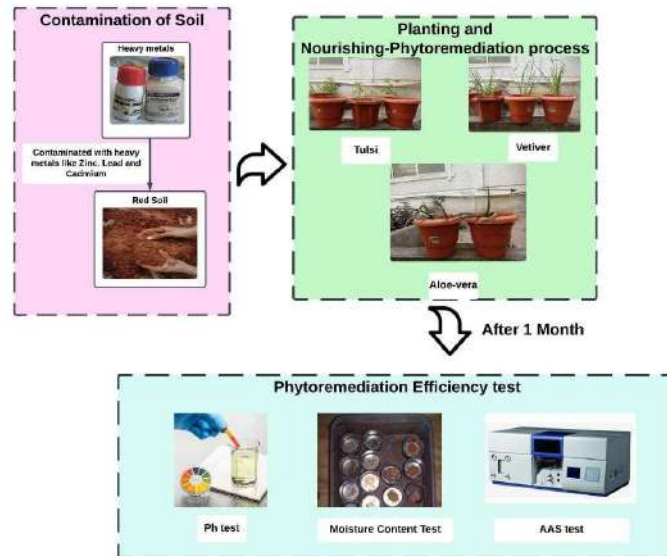 Contamination of Soil
Heavy metals
Contaminated with heavy
metals like Zinc, Lead and
Cadmium
Red Soil
Planting and
Nourishing-Phytoremediation process
Tulsi
Vetiver
Aloe-vera
After 1 Month
Phytoremediation Efficiency test
Ph test
Moisture Content Test
AAS test